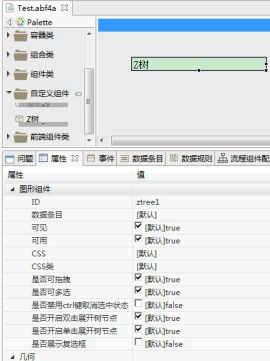 Test.abf4a
Palette
容器类
组合类
组件类
自定义组件
Z树
前端组件类
Z树
问题 属性 事件 数据条目 数据规则 流程组件配
属性 值
图形组件
ID ztree1
数据条目 [默认]
可见 [默认]true
可用 [默认]true
CSS [默认]
CSS类 [默认]
是否可拖拽 [默认]true
是否可多选 [默认]true
是否禁用ctrl键取消选中状态 [默认]false
是否开启双击展开树节点 [默认]true
是否开启单击展开树节点 [默认]true
是否展示复选框 [默认]false
几何